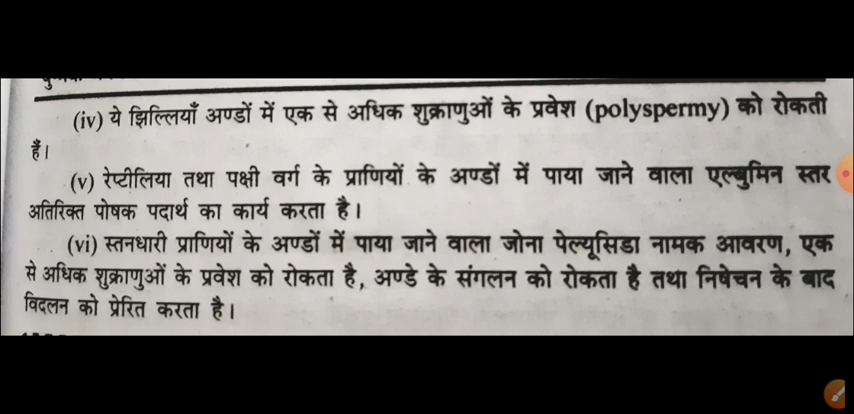 (iv) ये झिल्लियाँ अण्डों में एक से अधिक शुक्राणुओं के प्रवेश (polyspermy) को रोकती
हैं।
(v) रेप्टीलिया तथा पक्षी वर्ग के प्राणियों के अण्डों में पाया जाने वाला एल्बुमिन स्तर
अतिरिक्त पोषक पदार्थ का कार्य करता है।
(vi) स्तनधारी प्राणियों के अण्डों में पाया जाने वाला जोना पेल्यूसिडा नामक आवरण, एक
से अधिक शुक्राणुओं के प्रवेश को रोकता है, अण्डे के संगलन को रोकता है तथा निषेचन के बाद
विदलन को प्रेरित करता है।